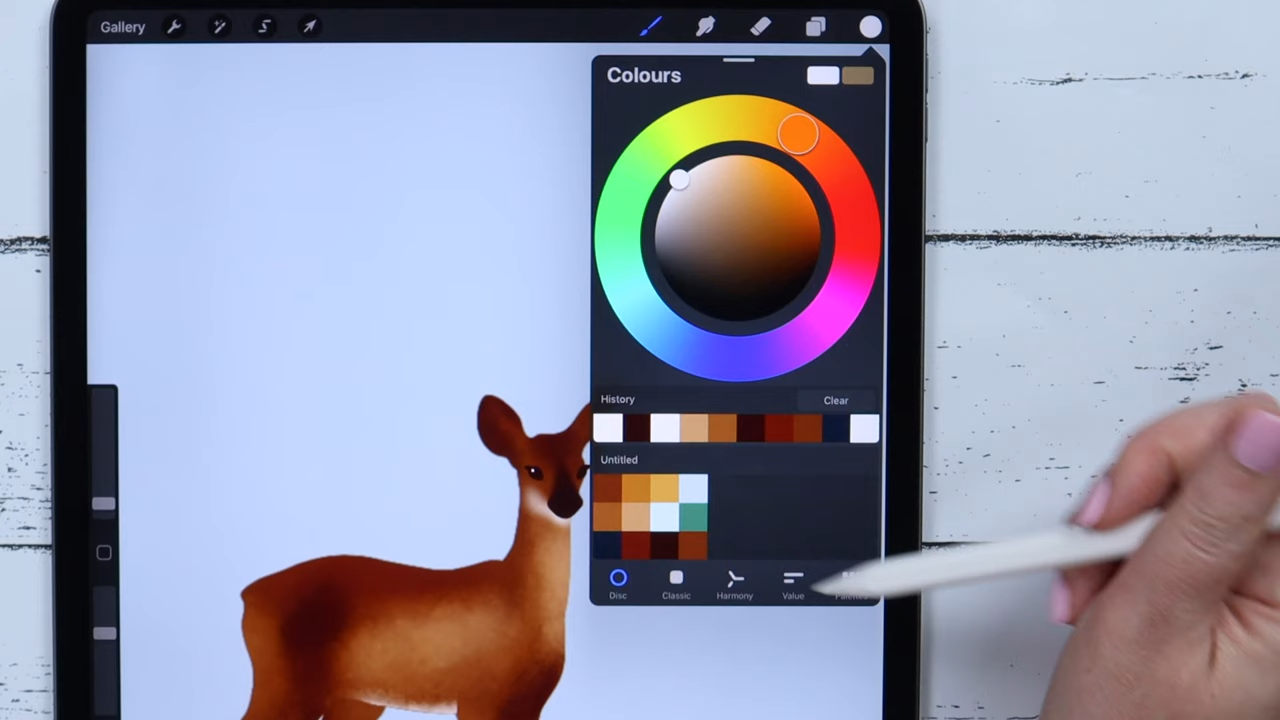 Gallery
Colours
History
Clear
Untitled
Disc
Classic
Harmony
Value